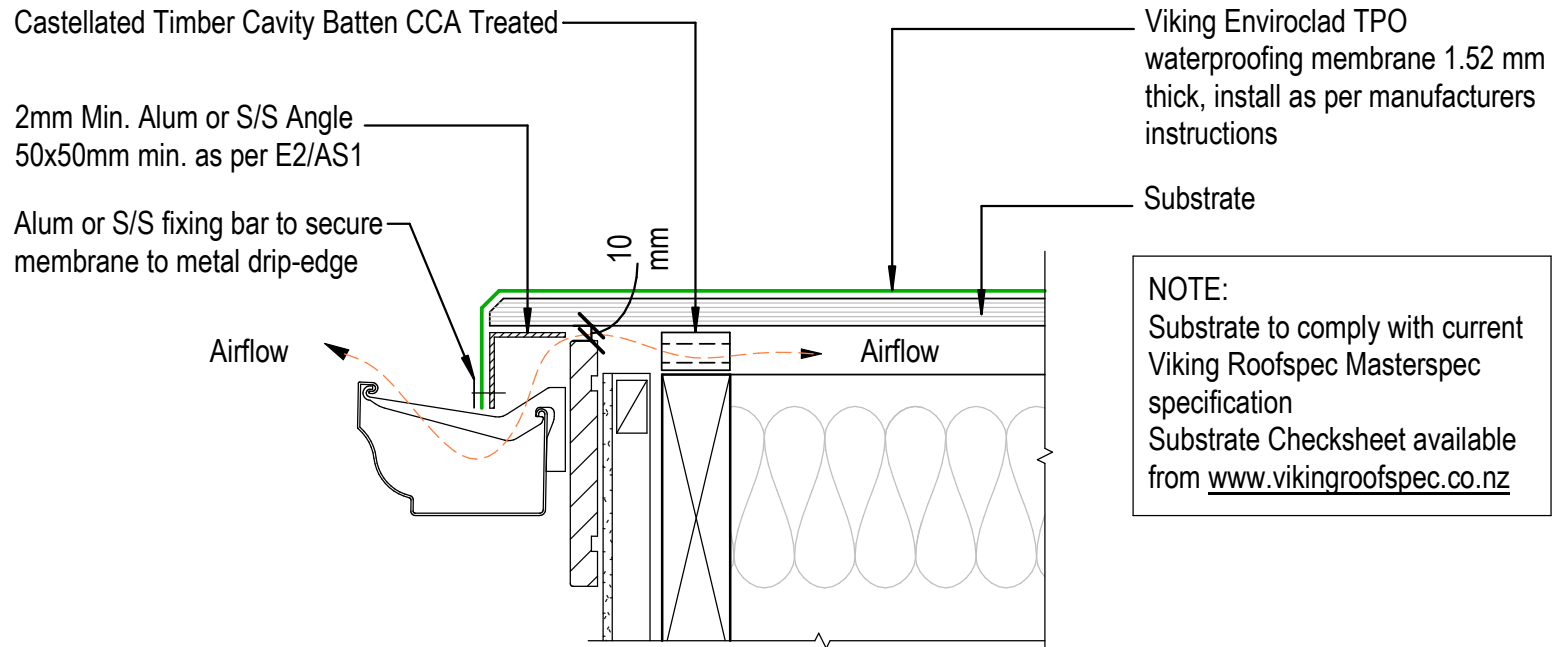 Castellated Timber Cavity Batten CCA Treated
2mm Min. Alum or S/S Angle
50x50mm min. as per E2/AS1
Alum or S/S fixing bar to secure
membrane to metal drip-edge
10
mm
Airflow
Airflow
Viking Enviroclad TPO
waterproofing membrane 1.52 mm
thick, install as per manufacturers
instructions
Substrate
NOTE:
Substrate to comply with current
Viking Roofspec Masterspec
specification
Substrate Checksheet available
from www.vikingroofspec.co.nz